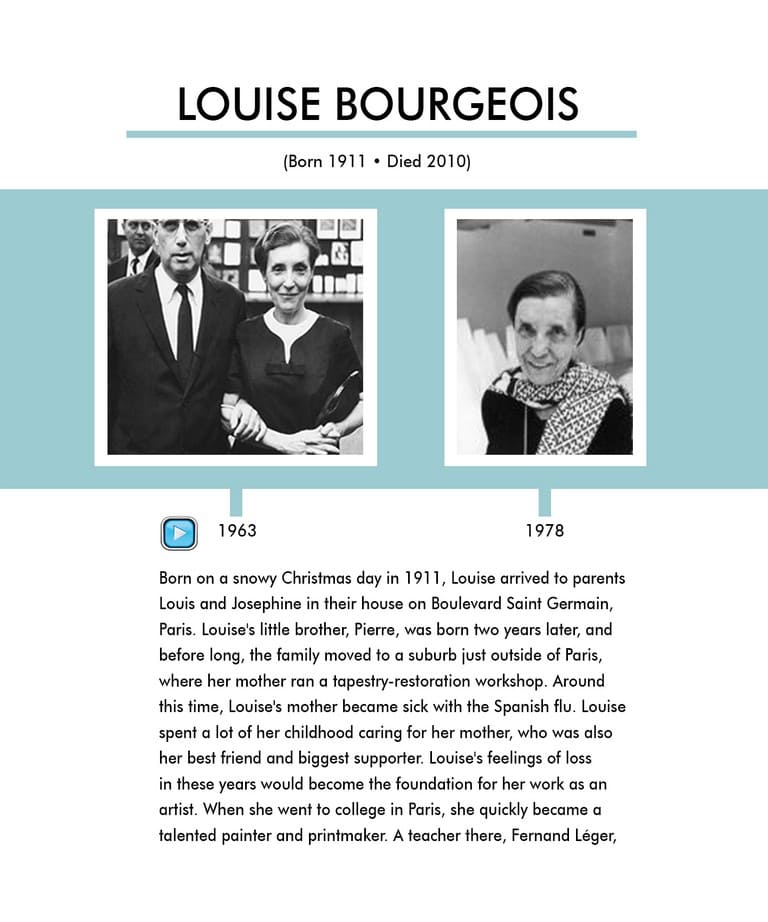 LOUISE BOURGEOIS
(Born 1911 • Died 2010)
1963
1978
Born on a snowy Christmas day in 1911, Louise arrived to parents
Louis and Josephine in their house on Boulevard Saint Germain,
Paris. Louise's little brother, Pierre, was born two years later, and
before long, the family moved to a suburb just outside of Paris,
where her mother ran a tapestry-restoration workshop. Around
this time, Louise's mother became sick with the Spanish flu. Louise
spent a lot of her childhood caring for her mother, who was also
her best friend and biggest supporter. Louise's feelings of loss
in these years would become the foundation for her work as an
artist. When she went to college in Paris, she quickly became a
talented painter and printmaker. A teacher there, Fernand Léger,